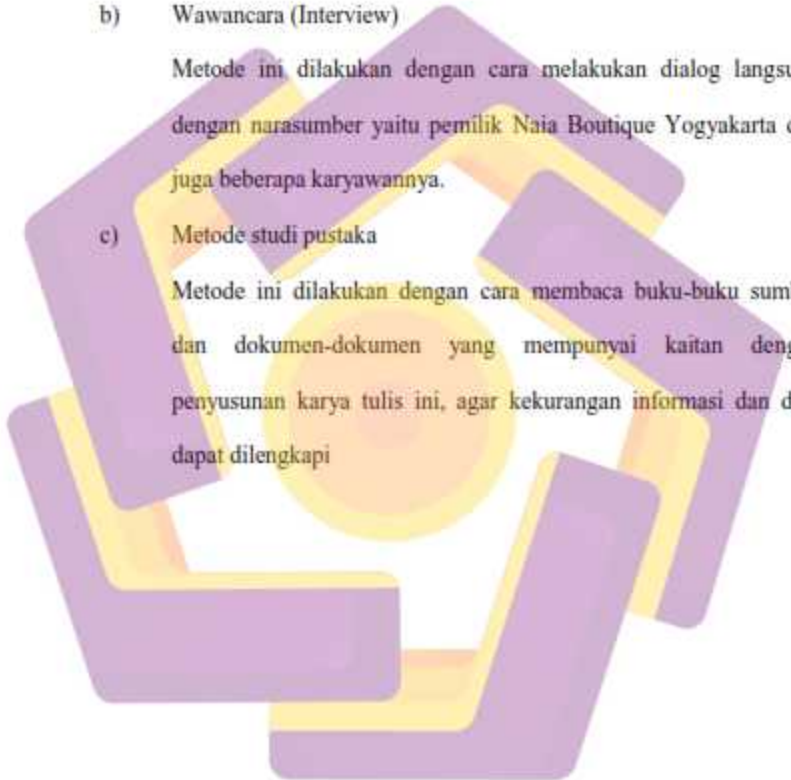 b) Wawancara (Interview)
Metode ini dilakukan dengan cara melakukan dialog langsu
dengan narasumber yaitu pemilik Naia Boutique Yogyakarta d
juga beberapa karyawannya.
c) Metode studi pustaka
Metode ini dilakukan dengan cara membaca buku-buku sumb
dan dokumen-dokumen yang mempunyai kaitan deng
penyusunan karya tulis ini, agar kekurangan informasi dan d
dapat dilengkapi